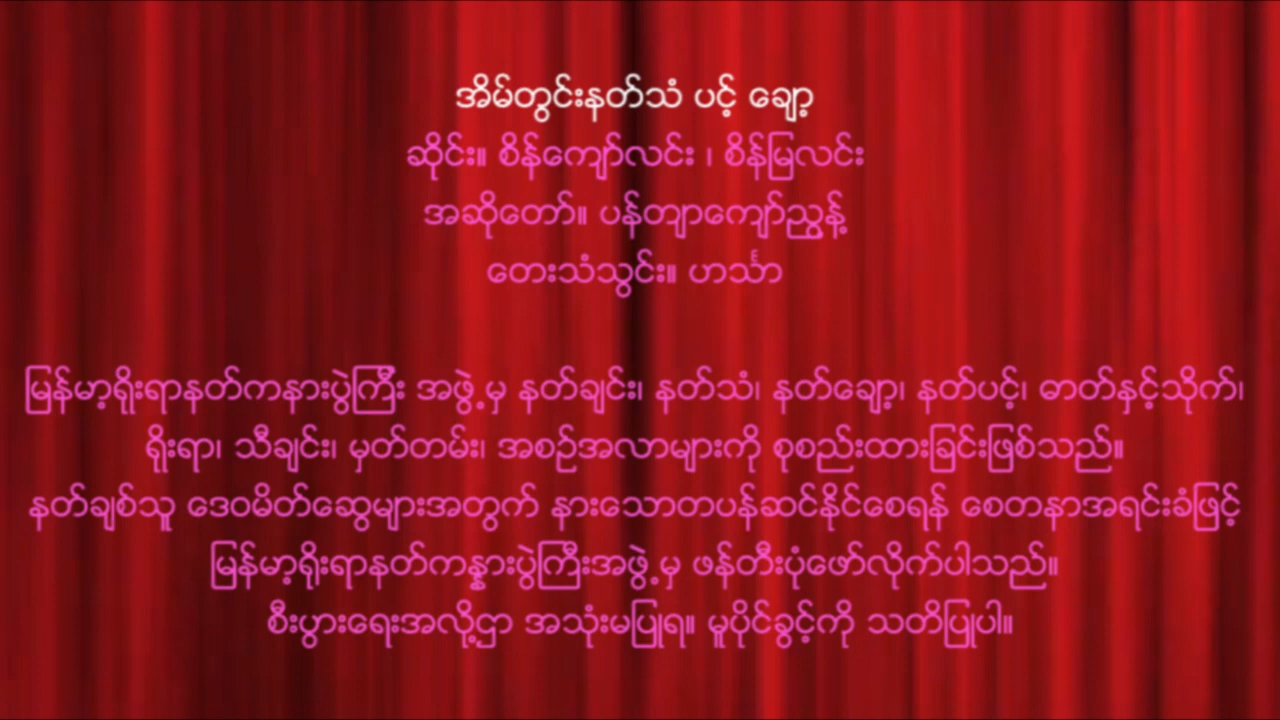 အိမ်တွင်းနတ်သံ ပင့် ချော့
ဆိုင်း။ စိန်ကျော်လင်း ၊ စိန်မြလင်း
အဆိုတော်။ ပန်တျာကျော်ညွန့်
တေးသံသွင်း။ ဟင်္သာ
မြန်မာ့ရိုးရာနတ်ကနားပွဲကြီး အဖွဲ့မှ နတ်ချင်း၊ နတ်သံ၊ နတ်ချော့၊ နတ်ပင့်၊ ဓာတ်နှင့်သိုက်၊
ရိုးရာ၊ သီချင်း၊ မှတ်တမ်း၊ အစဉ်အလာများကို စုစည်းထားခြင်းဖြစ်သည်။
နတ်ချစ်သူ ဒေဝမိတ်ဆွေများအတွက် နားသောတပန်ဆင်နိုင်စေရန် စေတနာအရင်းခံဖြင့်
မြန်မာ့ရိုးရာနတ်ကန္နားပွဲကြီးအဖွဲ့မှ ဖန်တီးပုံဖော်လိုက်ပါသည်။
စီးပွားရေးအလို့ဌာ အသုံးမပြုရ။ မူပိုင်ခွင့်ကို သတိပြုပါ။